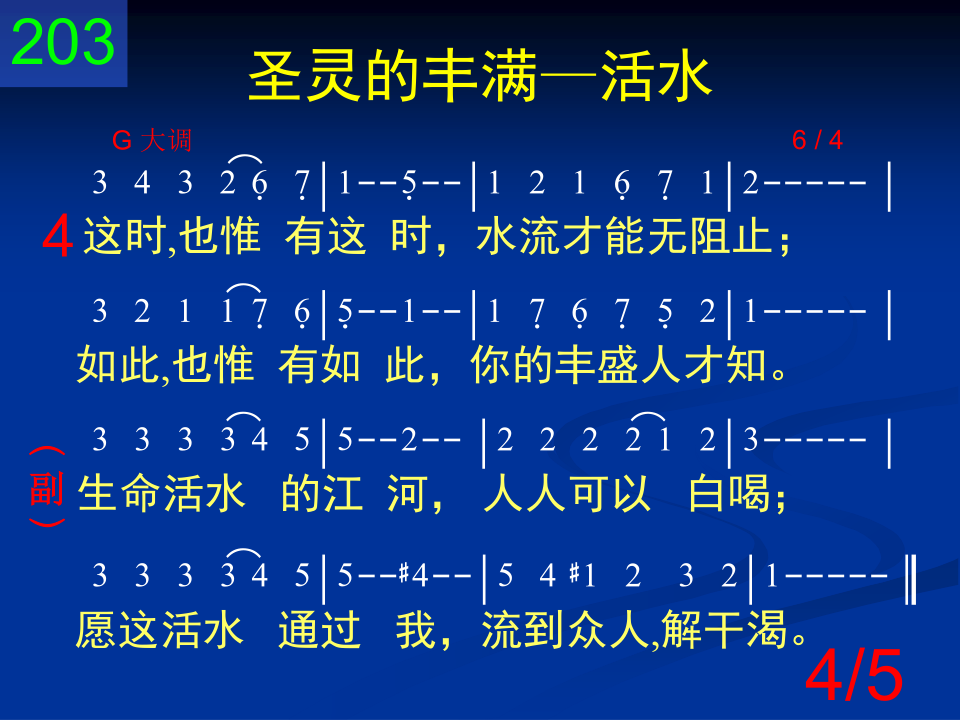 203
圣灵的丰满—活水
G 大调 6 / 4
3 4 3 2 6̣ 7̣ | 1 – – 5̣ – – | 1 2 1 6̣ 7̣ 1 | 2 – – – – – |
4 这时,也惟 有这 时，水流才能无阻止；
3 2 1 1 7̣ 6̣ | 5̣ – – 1 – – | 1 7̣ 6̣ 7̣ 5̣ 2 | 1 – – – – – |
如此,也惟 有如 此，你的丰盛人才知。
3 3 3 3 4 5 | 5 – – 2 – – | 2 2 2 2 1 2 | 3 – – – – – |
（副） 生命活水 的江 河， 人人可以 白喝；
3 3 3 3 4 5 | 5 – – #4 – – | 5 4 #1 2 3 2 | 1 – – – – – ‖
愿这活水 通过 我，流到众人,解干渴。
4/5